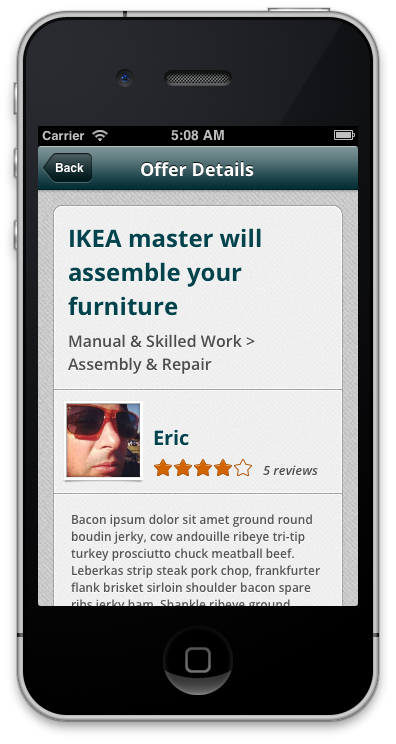 Carrier 5:08 AM
Back Offer Details
IKEA master will
assemble your
furniture
Manual & Skilled Work >
Assembly & Repair
Eric
5 reviews
Bacon ipsum dolor sit amet ground round
boudin jerky, cow andouille ribeye tri-tip
turkey prosciutto chuck meatball beef.
Leberkas strip steak pork chop, frankfurter
flank brisket sirloin shoulder bacon spare
ribs jerky ham. Shankle ribeye ground